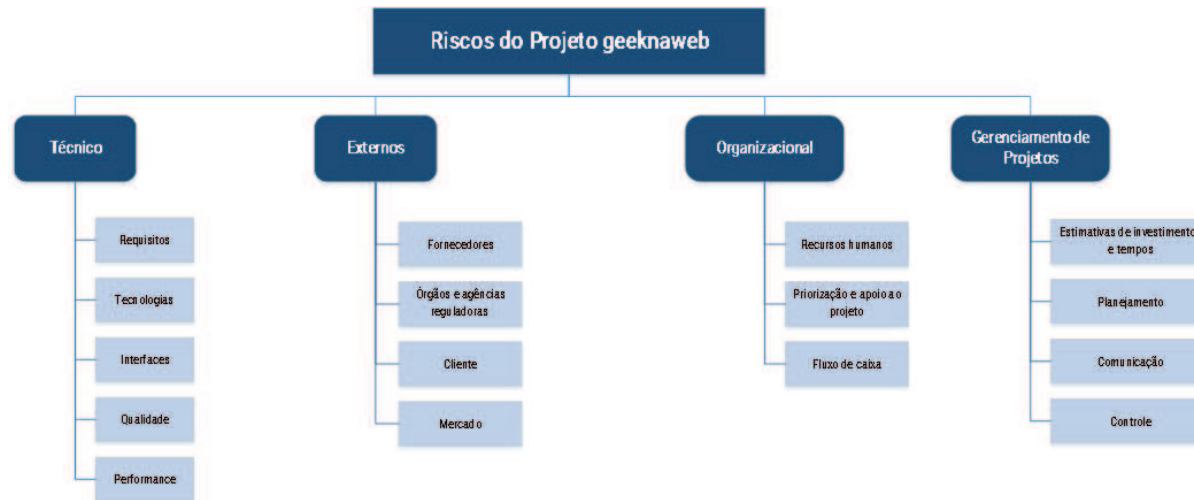 Riscos do Projeto geeknaweb
Técnico
Externos
Organizacional
Gerenciamento de
Projetos
Requisitos
Tecnologias
Interfaces
Qualidade
Performance
Fornecedores
Órgãos e agências
reguladoras
Cliente
Mercado
Recursos humanos
Priorização e apoio ao
projeto
Fluxo de caixa
Estimativas de investimento
e tempos
Planejamento
Comunicação
Controle